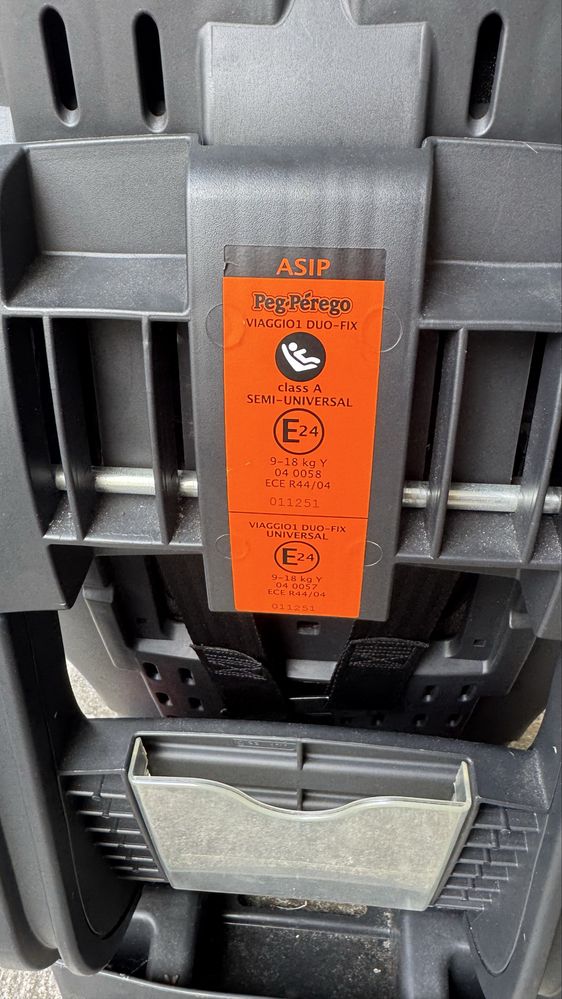 ASIP
Peg-Pérego
VIAGGIO1 DUO-FIX
class A
SEMI-UNIVERSAL
E24
9-18 kg Y
04 0058
ECE R44/04
011251
VIAGGIO1 DUO-FIX
UNIVERSAL
E24
9-18 kg Y
04 0057
ECE R44/04
011251